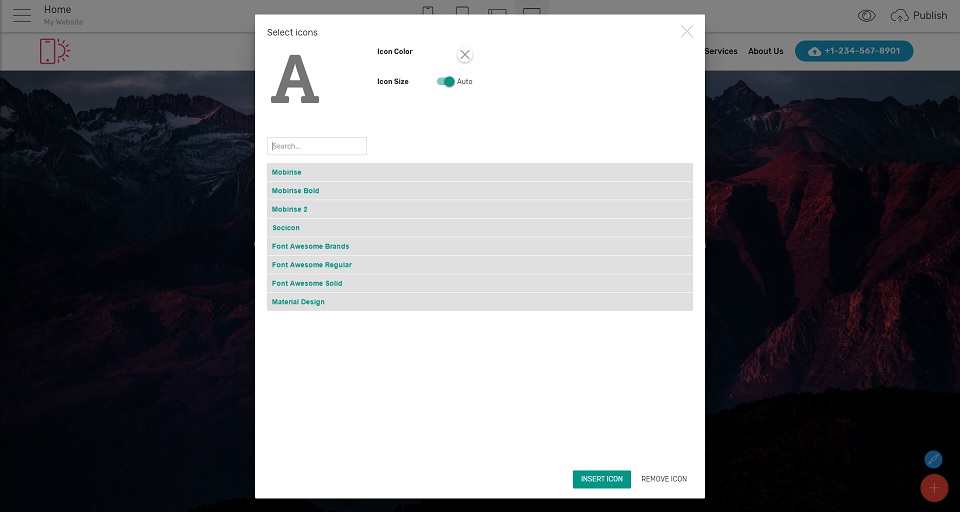 Home
My Website
Publish
Services
About Us
+1-234-567-8901
Select icons
A
Icon Color
Icon Size
Auto
Search...
Mobirise
Mobirise Bold
Mobirise 2
Socicon
Font Awesome Brands
Font Awesome Regular
Font Awesome Solid
Material Design
INSERT ICON
REMOVE ICON